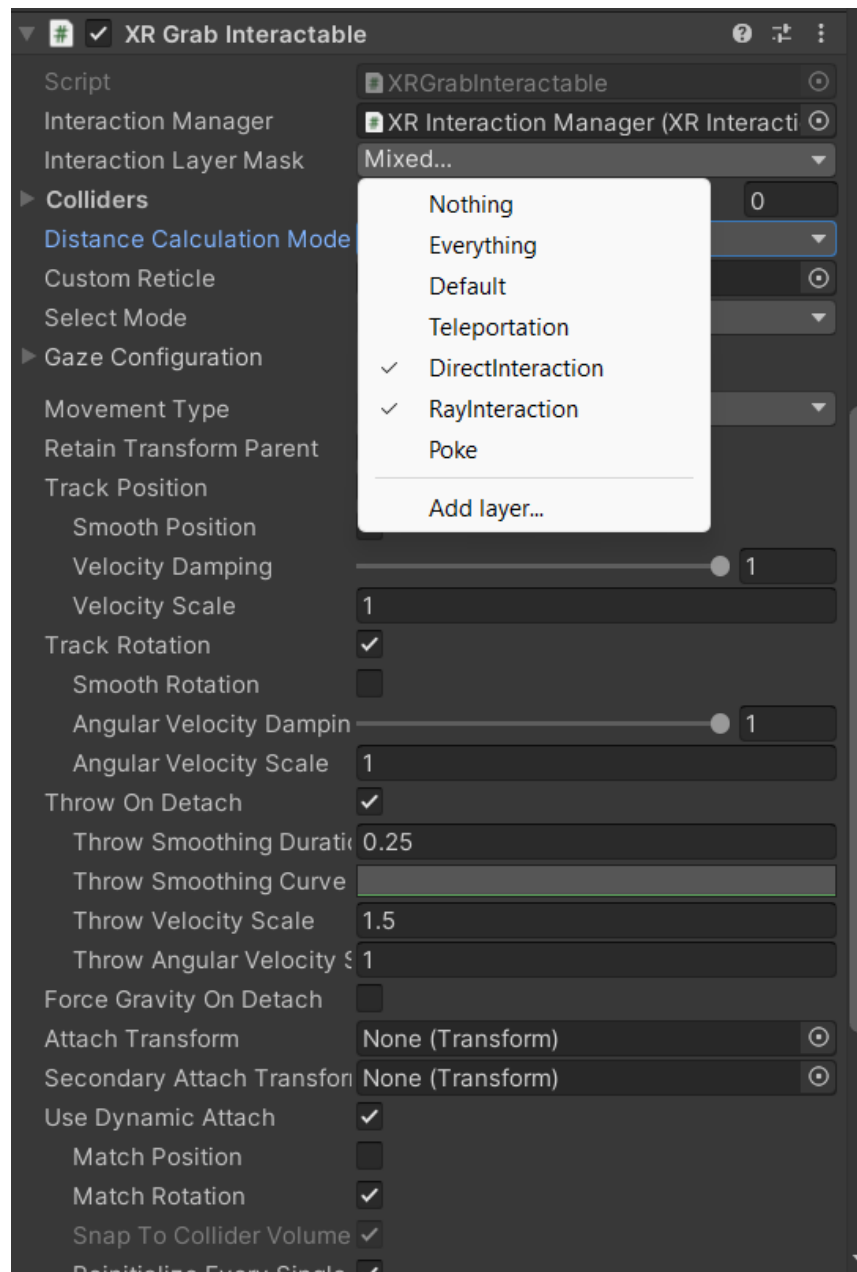 XR Grab Interactable
Script XRGrabInteractable
Interaction Manager XR Interaction Manager (XR Interacti
Interaction Layer Mask Mixed...
Colliders 0
Nothing
Distance Calculation Mode
Everything
Custom Reticle
Default
Select Mode
Teleportation
Gaze Configuration
DirectInteraction
Movement Type
RayInteraction
Retain Transform Parent
Poke
Track Position
Add layer...
Smooth Position
Velocity Damping 1
Velocity Scale 1
Track Rotation
Smooth Rotation
Angular Velocity Dampin 1
Angular Velocity Scale 1
Throw On Detach
Throw Smoothing Duratic 0.25
Throw Smoothing Curve
Throw Velocity Scale 1.5
Throw Angular Velocity S 1
Force Gravity On Detach
Attach Transform None (Transform)
Secondary Attach Transfor None (Transform)
Use Dynamic Attach
Match Position
Match Rotation
Snap To Collider Volume
Reinitialize Every Single